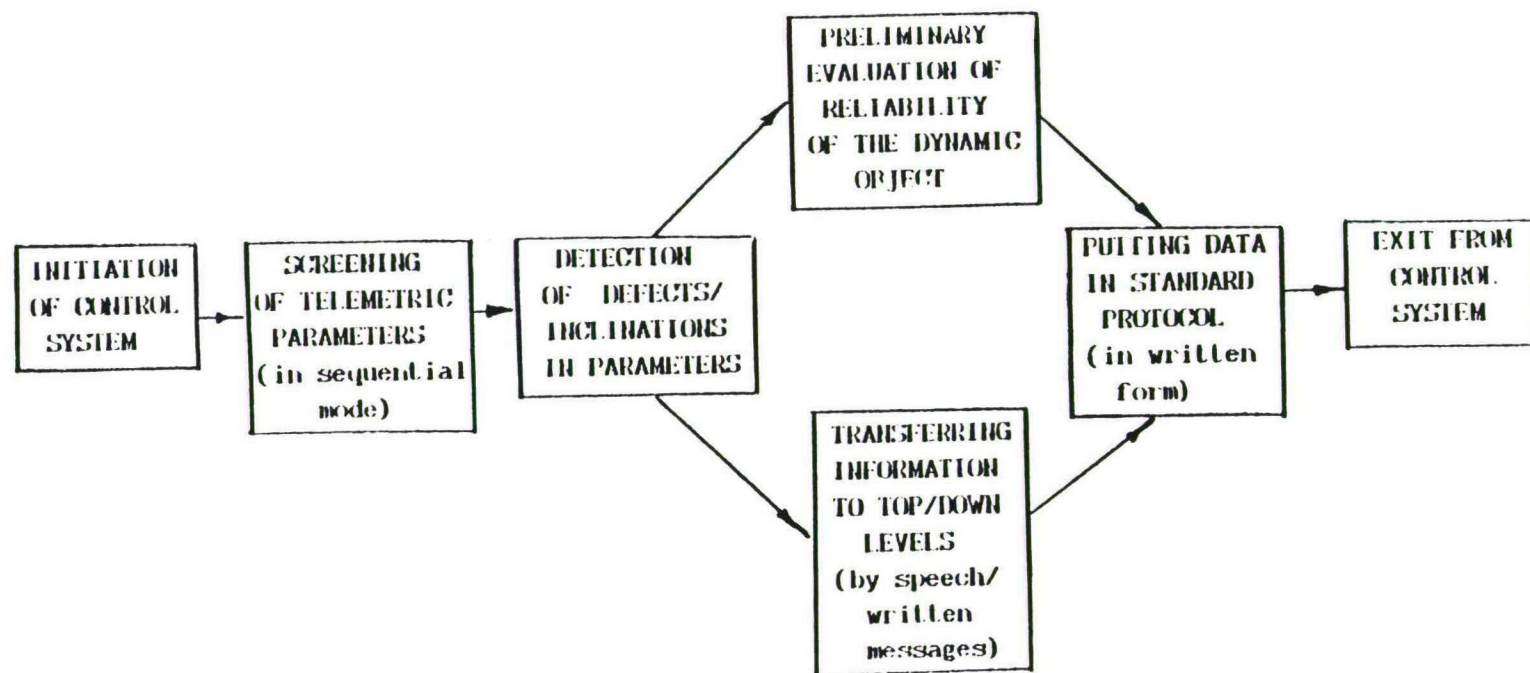 INITIATION
OF CONTROL
SYSTEM
SCREENING
OF TELEMETRIC
PARAMETERS
(in sequential
mode)
DETECTION
OF DEFECTS/
INCLINATIONS
IN PARAMETERS
PRELIMINARY
EVALUATION OF
RELIABILITY
OF THE DYNAMIC
OBJECT
TRANSFERRING
INFORMATION
TO TOP/DOWN
LEVELS
(by speech/
written
messages)
PUTTING DATA
IN STANDARD
PROTOCOL
(in written
form)
EXIT FROM
CONTROL
SYSTEM